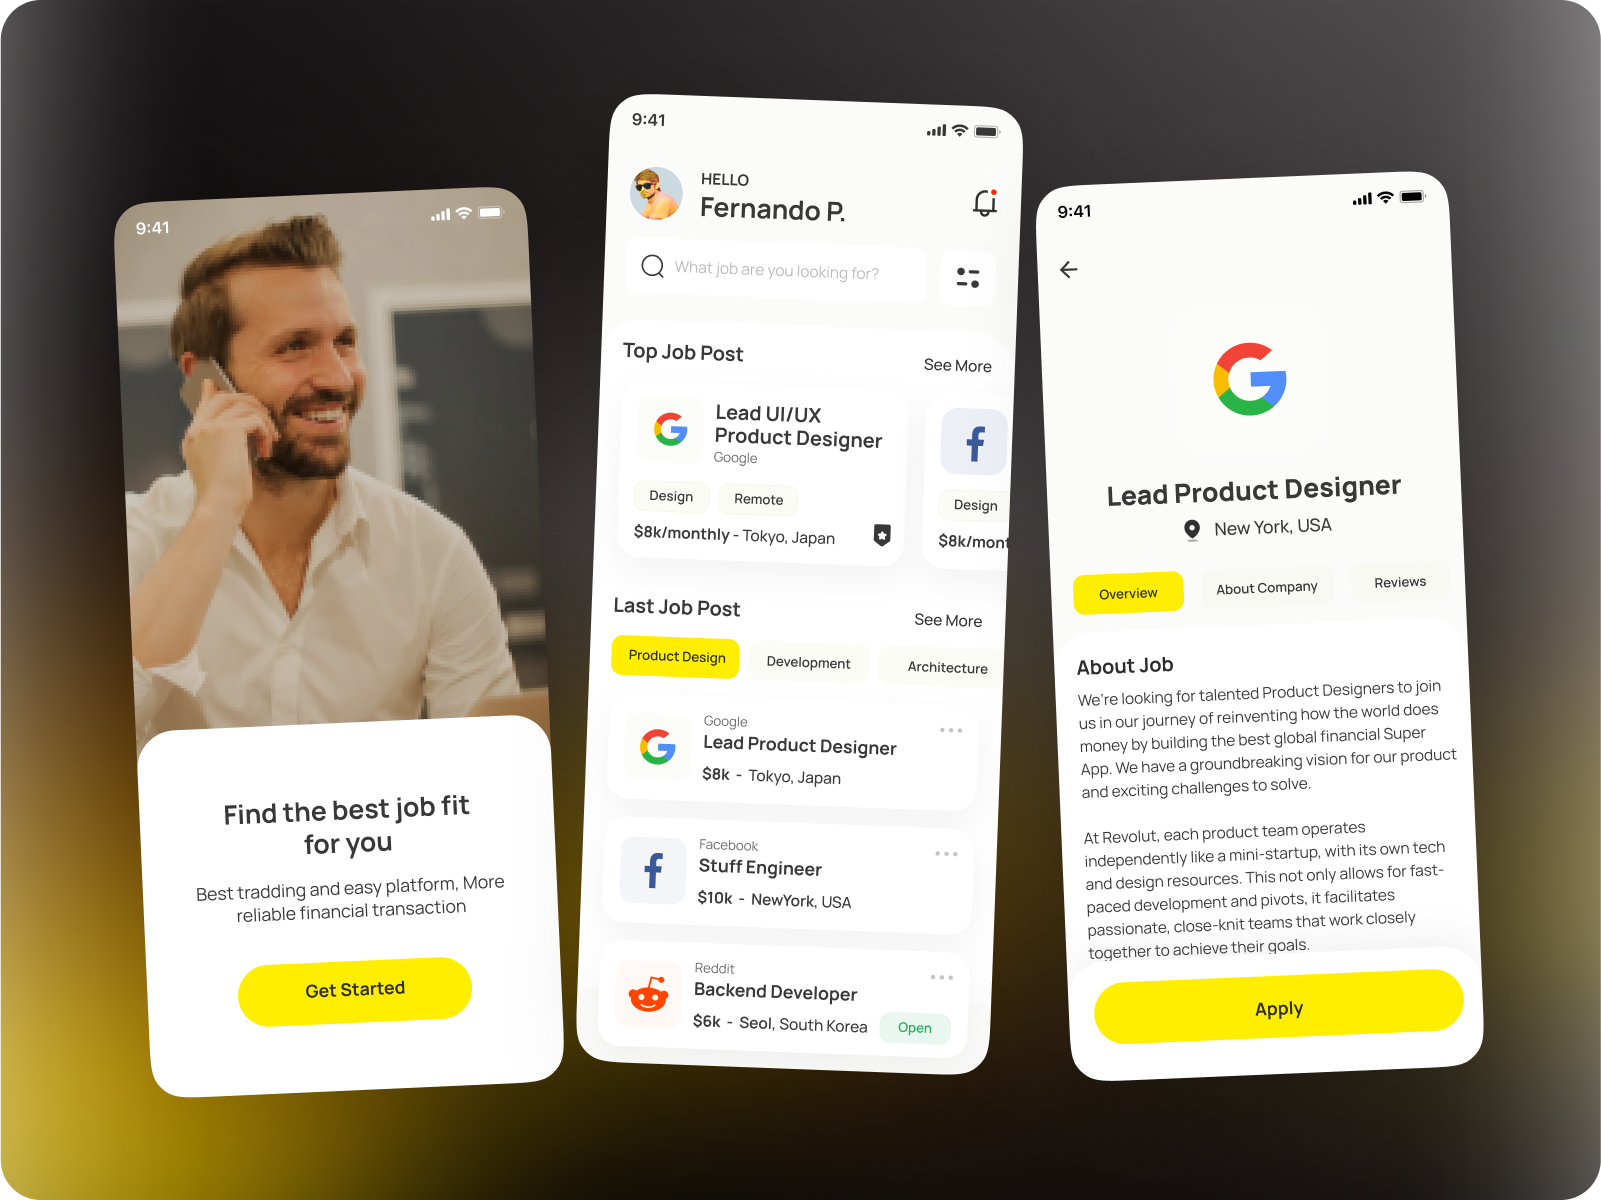 9:41
Find the best job fit
for you
Best tradding and easy platform, More
reliable financial transaction
Get Started
9:41
HELLO
Fernando P.
What job are you looking for?
Top Job Post
See More
Lead UI/UX
Product Designer
Google
Design
Remote
$8k/monthly - Tokyo, Japan
Design
$8k/mont
Last Job Post
See More
Product Design
Development
Architecture
Google
Lead Product Designer
$8k - Tokyo, Japan
Facebook
Stuff Engineer
$10k - NewYork, USA
Reddit
Backend Developer
$6k - Seol, South Korea
Open
9:41
Lead Product Designer
New York, USA
Overview
About Company
Reviews
About Job
We're looking for talented Product Designers to join
us in our journey of reinventing how the world does
money by building the best global financial Super
App. We have a groundbreaking vision for our product
and exciting challenges to solve.
At Revolut, each product team operates
independently like a mini-startup, with its own tech
and design resources. This not only allows for fast-
paced development and pivots, it facilitates
passionate, close-knit teams that work closely
together to achieve their goals.
Apply